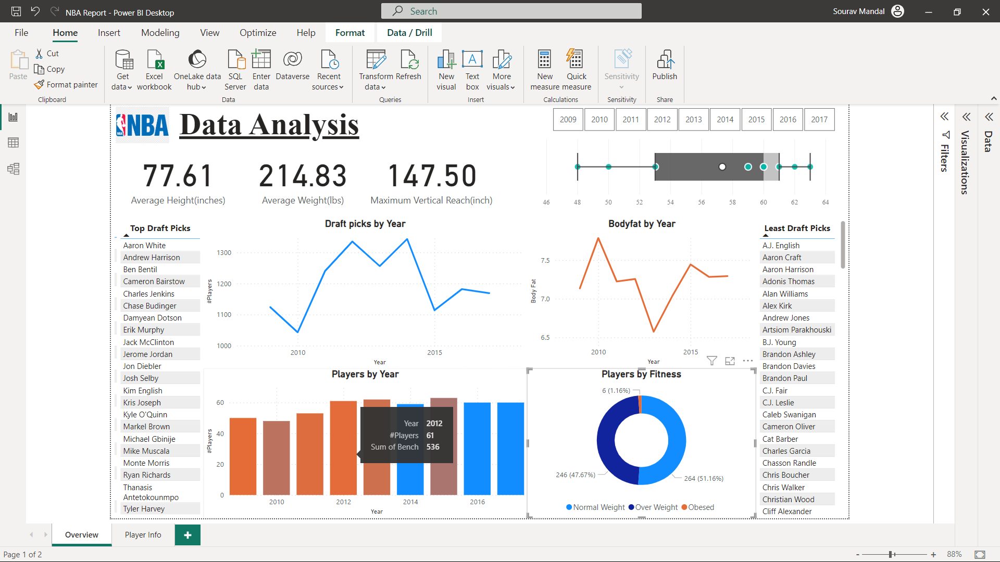 NBA Report - Power BI Desktop
Search
Sourav Mandal
File Home Insert Modeling View Optimize Help Format Data / Drill
Paste
Cut
Copy
Format painter
Clipboard
Get data
Excel workbook
OneLake data hub
SQL Server
Enter data
Dataverse
Recent sources
Data
Transform data
Refresh
Queries
New visual
Text box
More visuals
Insert
New measure
Quick measure
Calculations
Sensitivity
Sensitivity
Publish
Share
NBA
NBA
Data Analysis
2009 2010 2011 2012 2013 2014 2015 2016 2017
77.61
Average Height(inches)
214.83
Average Weight(lbs)
147.50
Maximum Vertical Reach(inch)
46 48 50 52 54 56 58 60 62 64
Top Draft Picks
Aaron White
Andrew Harrison
Ben Bentil
Cameron Bairstow
Charles Jenkins
Chase Budinger
Damyean Dotson
Erik Murphy
Jack McClinton
Jerome Jordan
Jon Diebler
Josh Selby
Kim English
Kris Joseph
Kyle O'Quinn
Markel Brown
Michael Gbinije
Mike Muscala
Monte Morris
Ryan Richards
Thanasis
Antetokounmpo
Tyler Harvey
Draft picks by Year
#Players
1300
1200
1100
1000
2010 2015
Year
Bodyfat by Year
Body Fat
7.5
7.0
6.5
2010 2015
Year
Players by Year
#Players
60
40
20
0
2010 2012 2014 2016
Year
Year 2012
#Players 61
Sum of Bench 536
Players by Fitness
6 (1.16%)
246 (47.67%)
264 (51.16%)
Normal Weight Over Weight Obesed
Least Draft Picks
A.J. English
Aaron Craft
Aaron Harrison
Adonis Thomas
Alan Williams
Alex Kirk
Andrew Jones
Artsiom Parakhouski
B.J. Young
Brandon Ashley
Brandon Davies
Brandon Paul
C.J. Fair
C.J. Leslie
Caleb Swanigan
Cameron Oliver
Cat Barber
Charles Garcia
Chasson Randle
Chris Boucher
Chris Walker
Christian Wood
Cliff Alexander
Filters
Visualizations
Data
Overview
Player Info
Page 1 of 2
88%